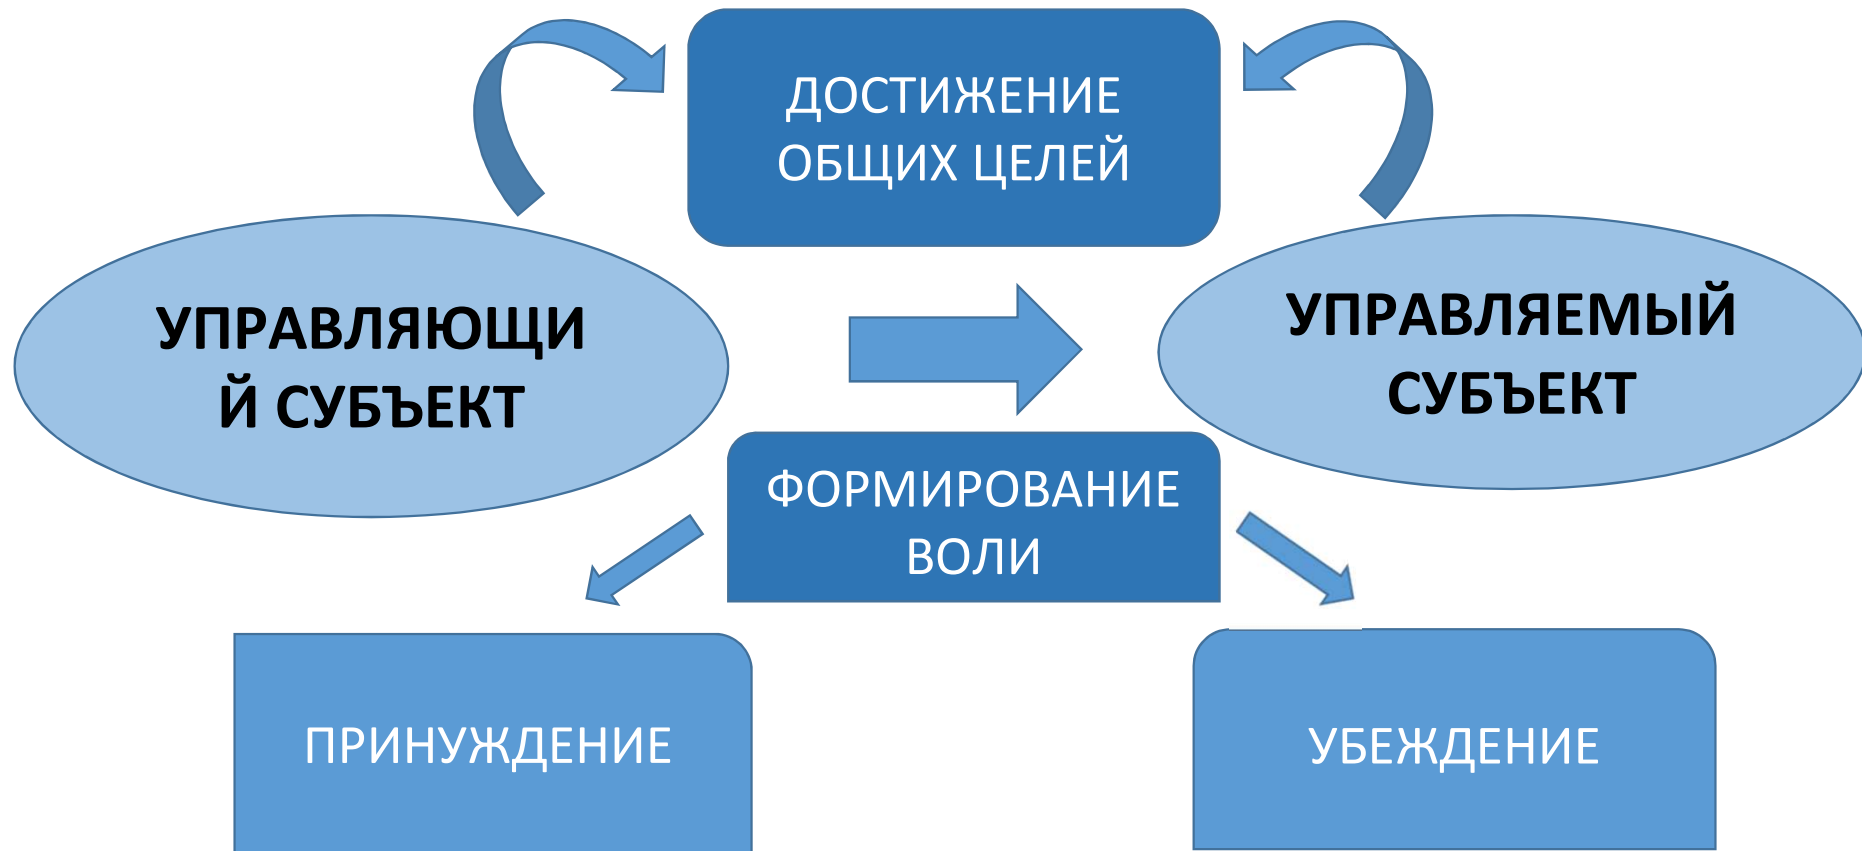 ДОСТИЖЕНИЕ
ОБЩИХ ЦЕЛЕЙ
УПРАВЛЯЮЩИ
Й СУБЪЕКТ
УПРАВЛЯЕМЫЙ
СУБЪЕКТ
ФОРМИРОВАНИЕ
ВОЛИ
ПРИНУЖДЕНИЕ
УБЕЖДЕНИЕ